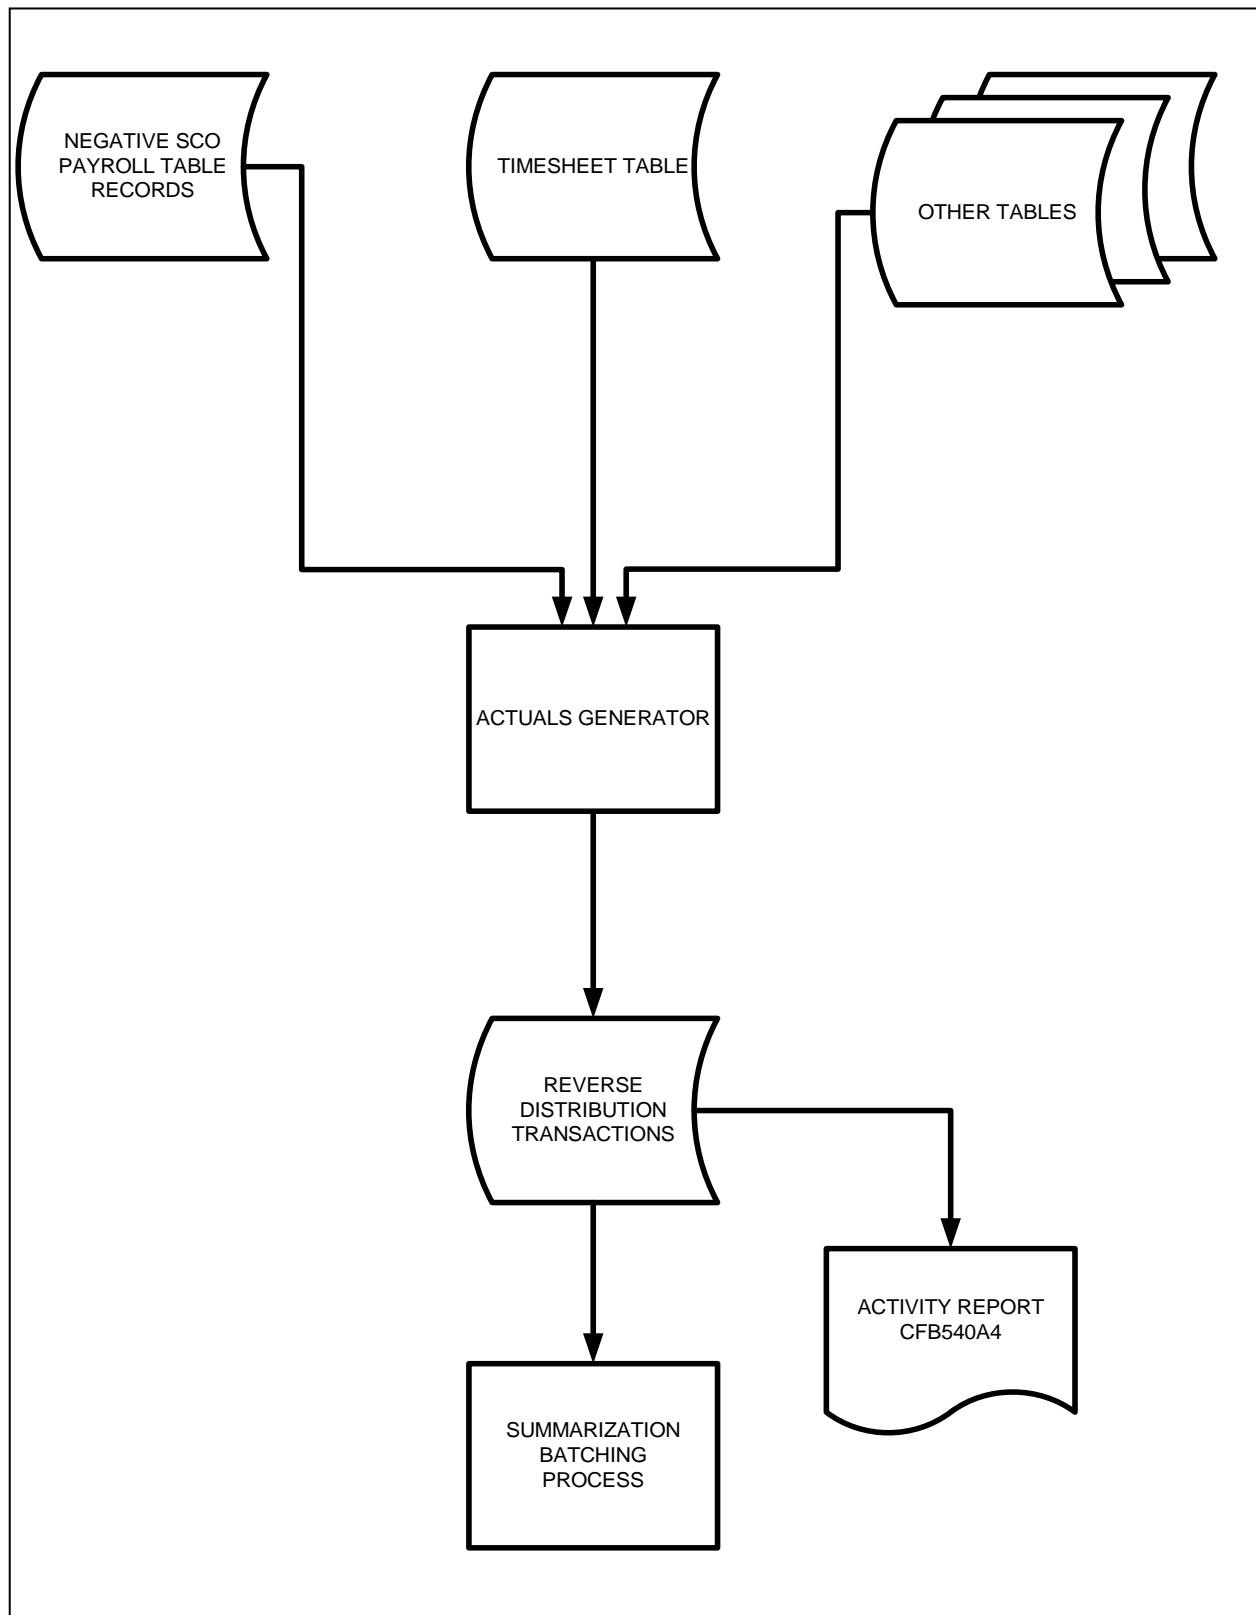 NEGATIVE SCO
PAYROLL TABLE
RECORDS
TIMESHEET TABLE
OTHER TABLES
ACTUALS GENERATOR
REVERSE
DISTRIBUTION
TRANSACTIONS
ACTIVITY REPORT
CFB540A4
SUMMARIZATION
BATCHING
PROCESS